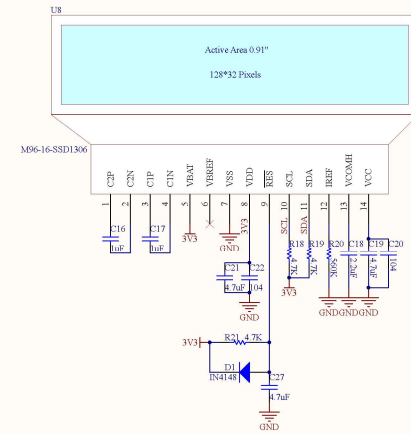 U8
Active Area 0.91"
128*32 Pixels
M96-16-SSD1306
C2P
C2N
C1P
C1N
VBAT
VBREF
VSS
VDD
RES
SCL
SDA
IREF
VCOMH
VCC
1
2
3
4
5
6
7
8
9
10
11
12
13
14
C16
1uF
C17
1uF
3V3
GND
3V3
SCL
SDA
R18
4.7K
R19
4.7K
R20
560K
C18
2.2uF
C19
4.7uF
C20
104
C21
4.7uF
C22
104
GND
3V3
GND
GND
GND
3V3
R21
4.7K
D1
IN4148
C27
4.7uF
GND